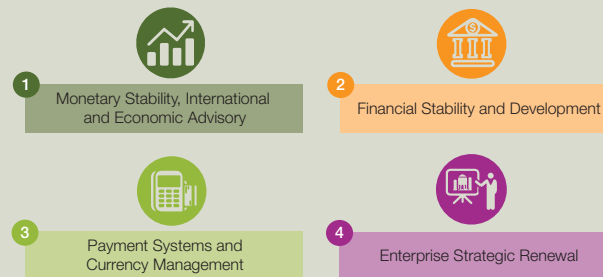 1
Monetary Stability, International
and Economic Advisory
$
2
Financial Stability and Development
3
Payment Systems and
Currency Management
4
Enterprise Strategic Renewal